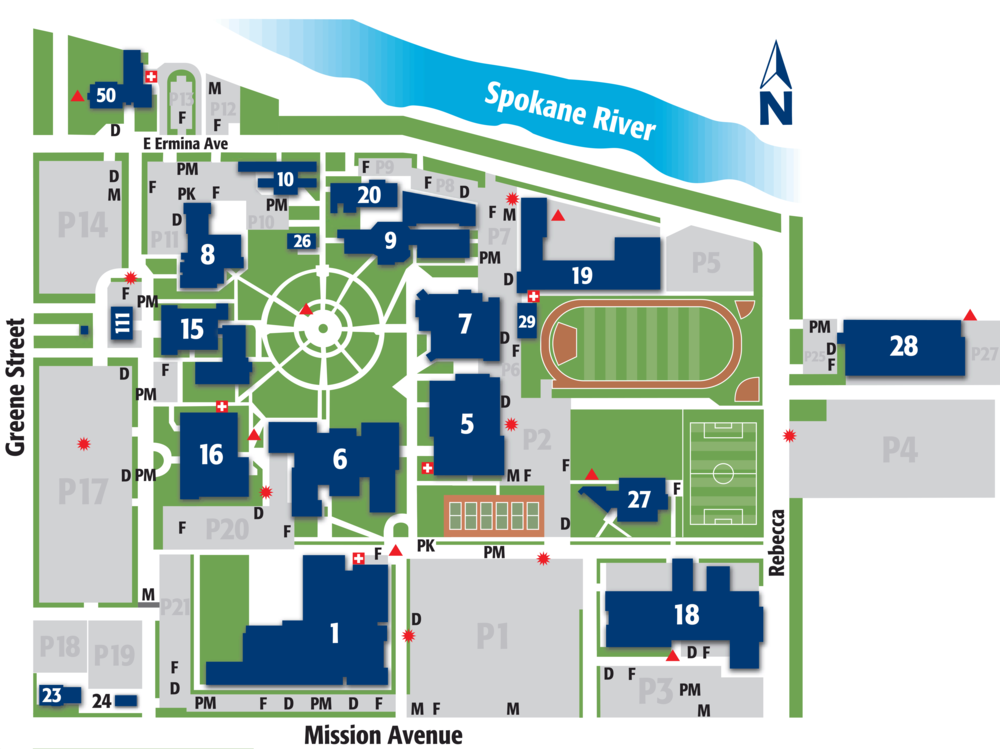 Spokane River
N
50
P13
M
P12
F
F
D
E Ermina Ave
P14
D
M
PM
F
PK
F
D
P11
8
10
PM
P10
26
F
P9
20
F
P8
D
9
F
M
P7
PM
D
19
P5
F
PM
111
15
7
29
D
F
P6
PM
D
F
P25
28
P27
D
F
PM
D
5
P2
P4
Greene Street
P17
D
PM
16
6
M
F
F
27
F
D
F
P20
F
D
PK
PM
F
Rebecca
M
P21
1
D
P1
18
D
F
P18
P19
23
24
F
D
PM
F
D
PM
D
F
M
F
M
D
F
P3
PM
M
Mission Avenue